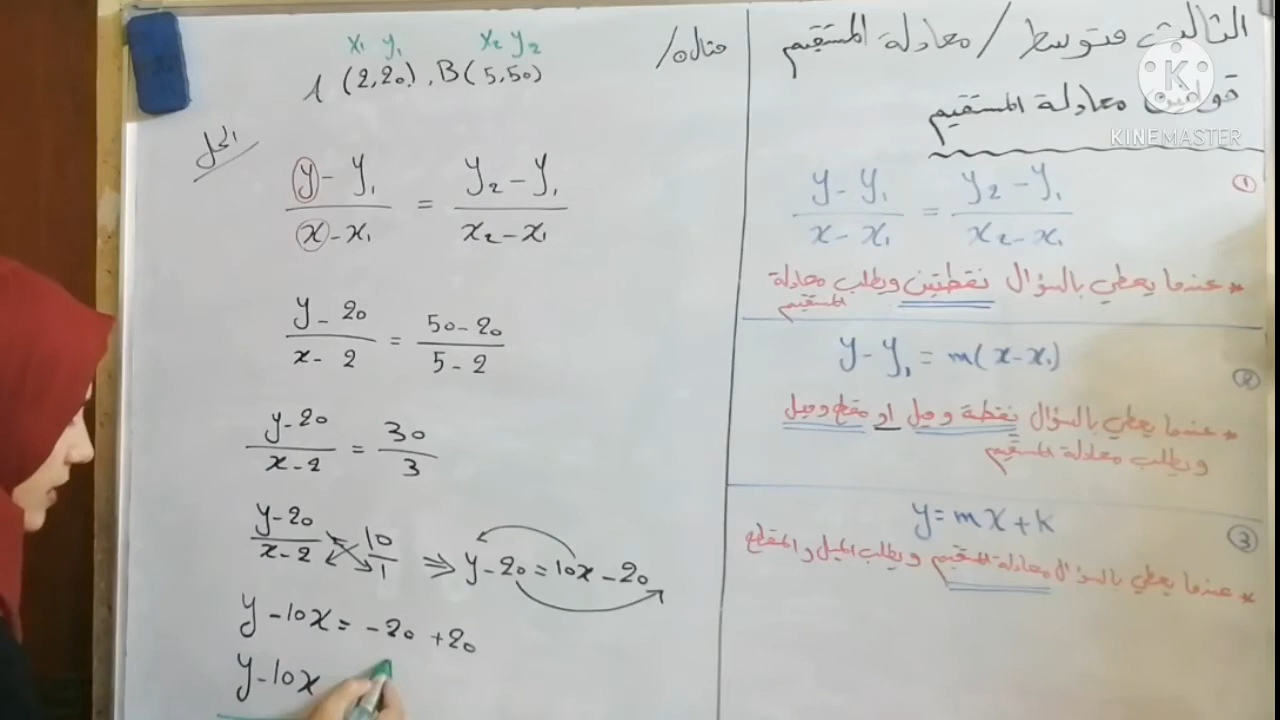 الثالث متوسط / معادلة المستقيم
قوانين معادلة المستقيم
KINEMASTER
①
y - y₁ / x - x₁ = y₂ - y₁ / x₂ - x₁
* عندما يعطي بالسؤال نقطتين ويطلب معادلة
المستقيم
②
y - y₁ = m(x - x₁)
* عندما يعطي بالسؤال نقطة وميل او مقطع وميل
ويطلب معادلة المستقيم
③
y = mx + k
* عندما يعطي بالسؤال معادلة المستقيم ويطلب الميل والمقطع
مثال /
x₁ y₁ x₂ y₂
A (2,20) , B (5,50)
الحل
y - y₁ / x - x₁ = y₂ - y₁ / x₂ - x₁
y - 20 / x - 2 = 50 - 20 / 5 - 2
y - 20 / x - 2 = 30 / 3
y - 20 / x - 2 10 / 1 ⇒ y - 20 = 10x - 20
y - 10x = -20 + 20
y - 10x